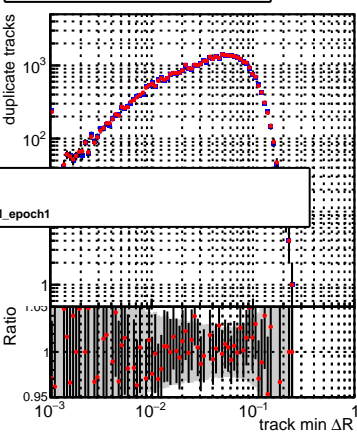 duplicate tracks
10³
10²
l_epoch1
1
1.05
Ratio
1
0.95
10⁻³
10⁻²
10⁻¹
1
track min ΔR